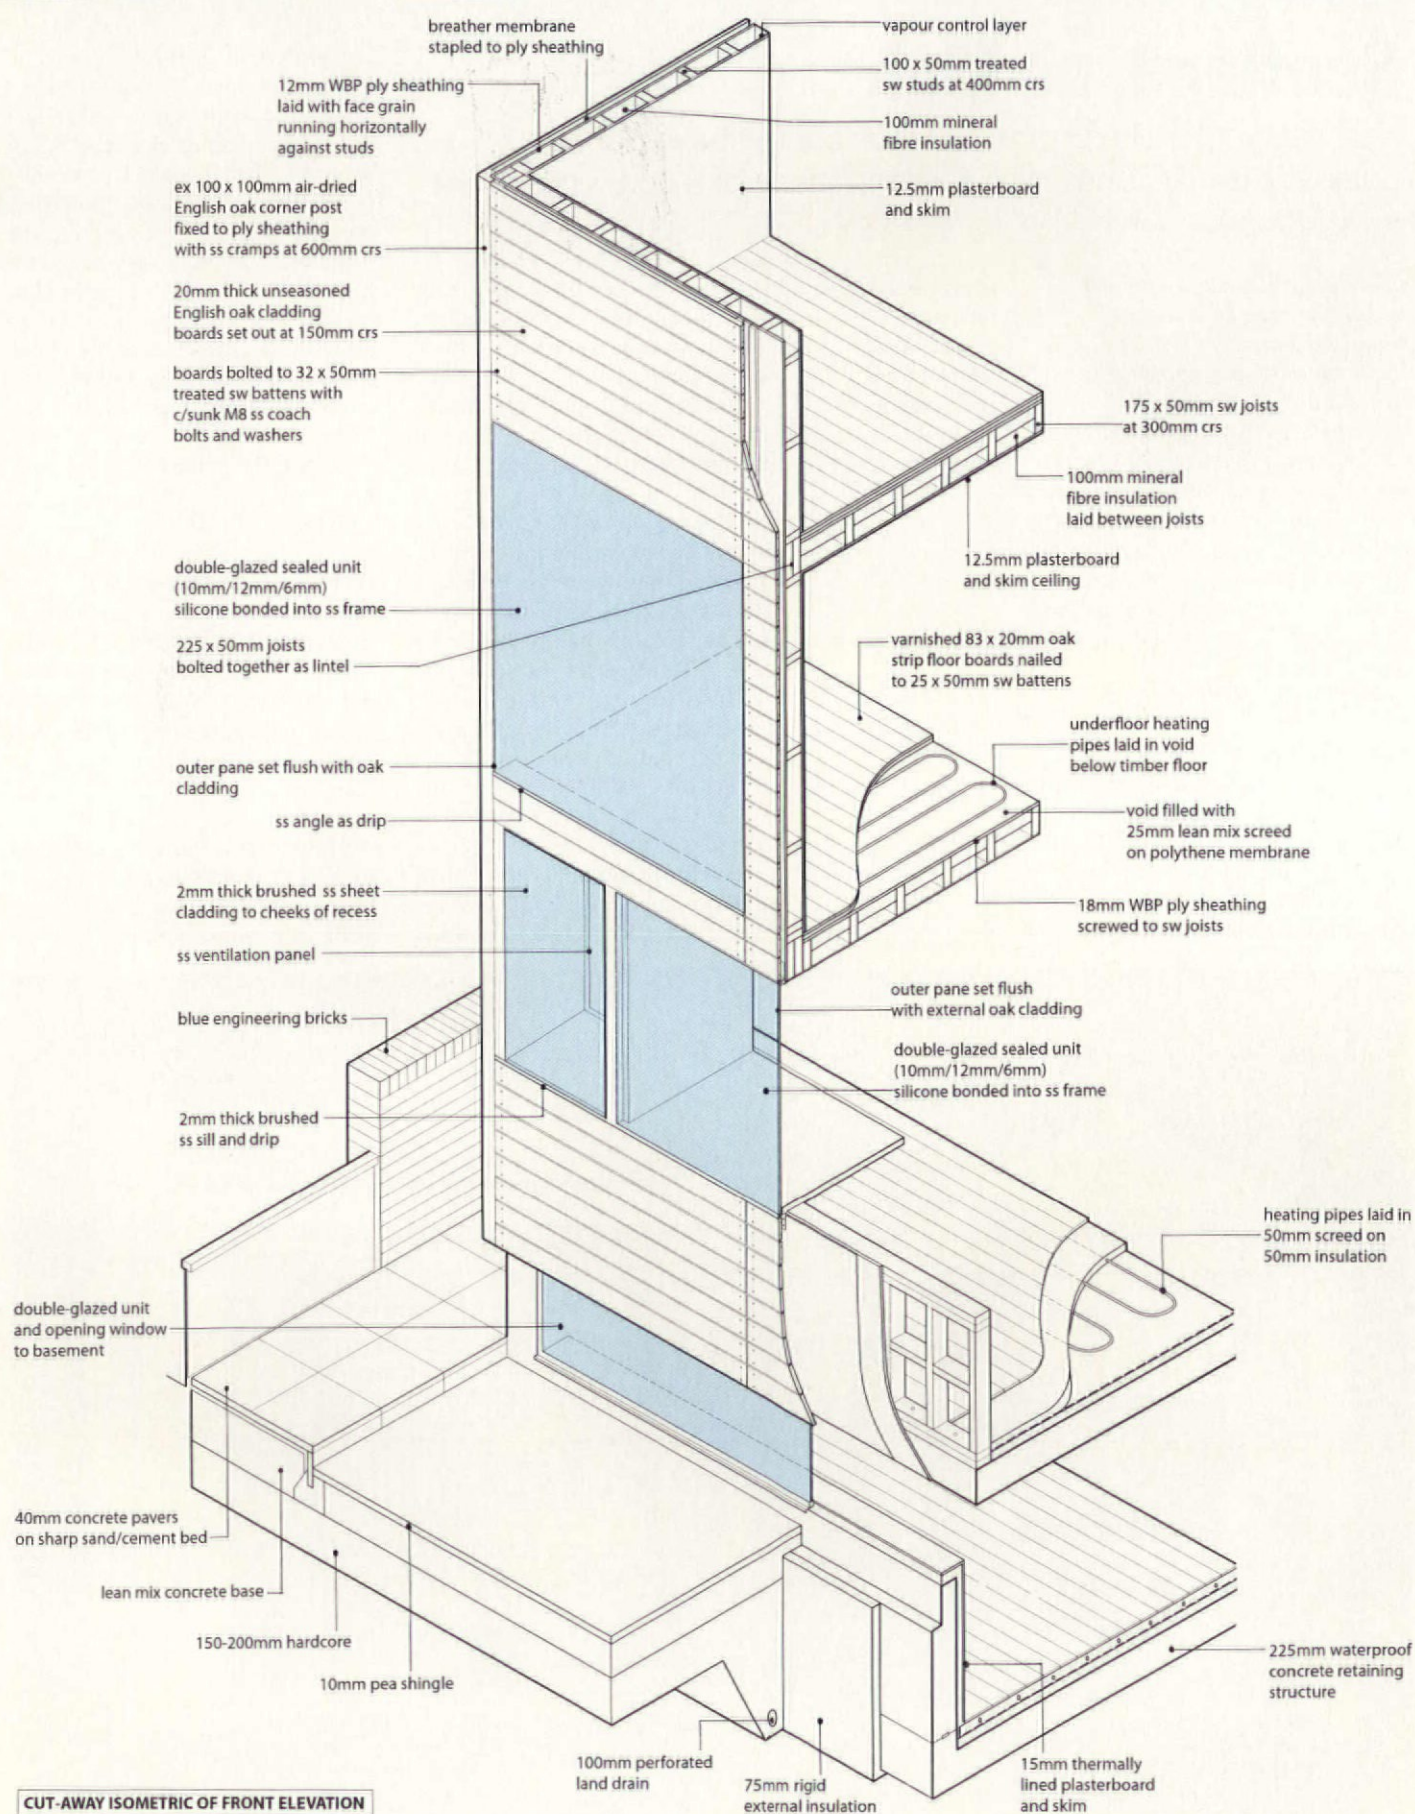 breather membrane
stapled to ply sheathing
12mm WBP ply sheathing
laid with face grain
running horizontally
against studs
ex 100 x 100mm air-dried
English oak corner post
fixed to ply sheathing
with ss cramps at 600mm crs
20mm thick unseasoned
English oak cladding
boards set out at 150mm crs
boards bolted to 32 x 50mm
treated sw battens with
c/sunk M8 ss coach
bolts and washers
double-glazed sealed unit
(10mm/12mm/6mm)
silicone bonded into ss frame
225 x 50mm joists
bolted together as lintel
outer pane set flush with oak
cladding
ss angle as drip
2mm thick brushed ss sheet
cladding to cheeks of recess
ss ventilation panel
blue engineering bricks
2mm thick brushed
ss sill and drip
double-glazed unit
and opening window
to basement
40mm concrete pavers
on sharp sand/cement bed
lean mix concrete base
150-200mm hardcore
10mm pea shingle
vapour control layer
100 x 50mm treated
sw studs at 400mm crs
100mm mineral
fibre insulation
12.5mm plasterboard
and skim
175 x 50mm sw joists
at 300mm crs
100mm mineral
fibre insulation
laid between joists
12.5mm plasterboard
and skim ceiling
varnished 83 x 20mm oak
strip floor boards nailed
to 25 x 50mm sw battens
underfloor heating
pipes laid in void
below timber floor
void filled with
25mm lean mix screed
on polythene membrane
18mm WBP ply sheathing
screwed to sw joists
outer pane set flush
with external oak cladding
double-glazed sealed unit
(10mm/12mm/6mm)
silicone bonded into ss frame
heating pipes laid in
50mm screed on
50mm insulation
225mm waterproof
concrete retaining
structure
100mm perforated
land drain
75mm rigid
external insulation
15mm thermally
lined plasterboard
and skim
CUT-AWAY ISOMETRIC OF FRONT ELEVATION